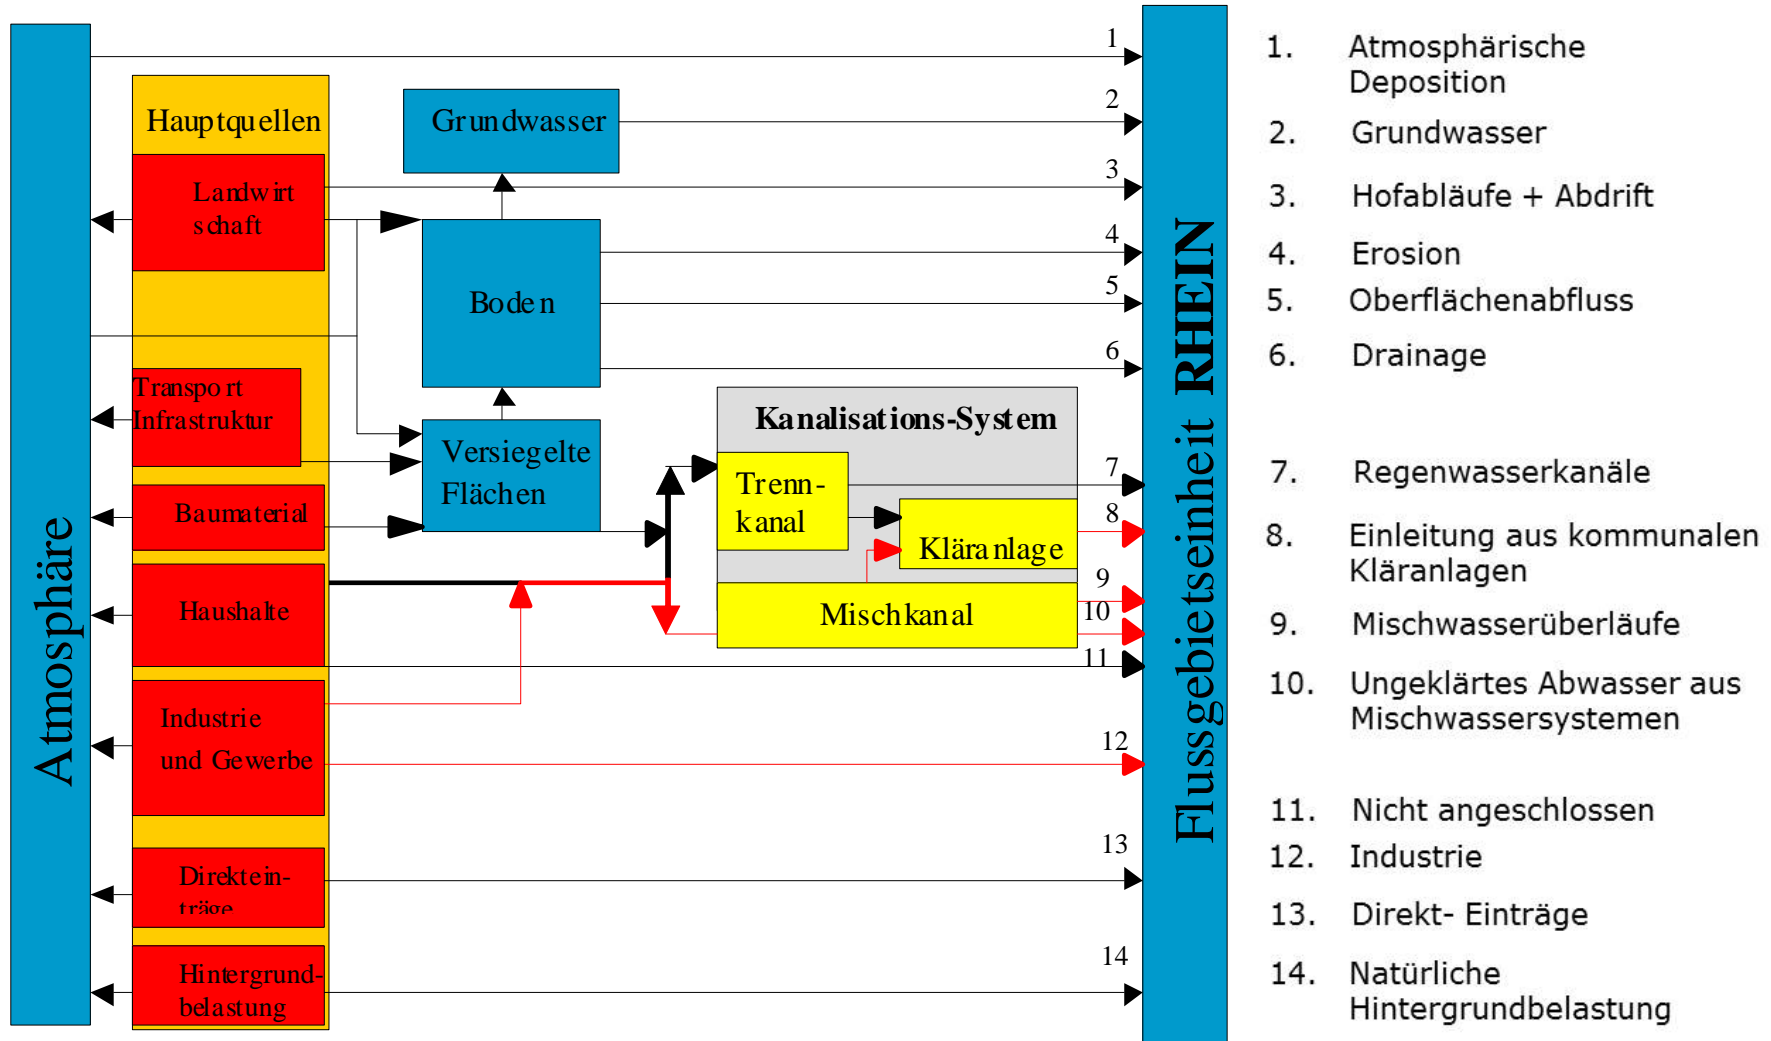 Atmosphäre
Hauptquellen
Landwirt
schaft
Transport
Infrastruktur
Baumaterial
Haushalte
Industrie
und Gewerbe
Direktein-
träge
Hintergrund-
belastung
Grundwasser
Boden
Versiegelte
Flächen
Kanalisations-System
Trenn-
kanal
Kläranlage
Mischkanal
1
2
3
4
5
6
7
8
9
10
11
12
13
14
Flussgebietseinheit RHEIN
1. Atmosphärische
Deposition
2. Grundwasser
3. Hofabläufe + Abdrift
4. Erosion
5. Oberflächenabfluss
6. Drainage
7. Regenwasserkanäle
8. Einleitung aus kommunalen
Kläranlagen
9. Mischwasserüberläufe
10. Ungeklärtes Abwasser aus
Mischwassersystemen
11. Nicht angeschlossen
12. Industrie
13. Direkt- Einträge
14. Natürliche
Hintergrundbelastung